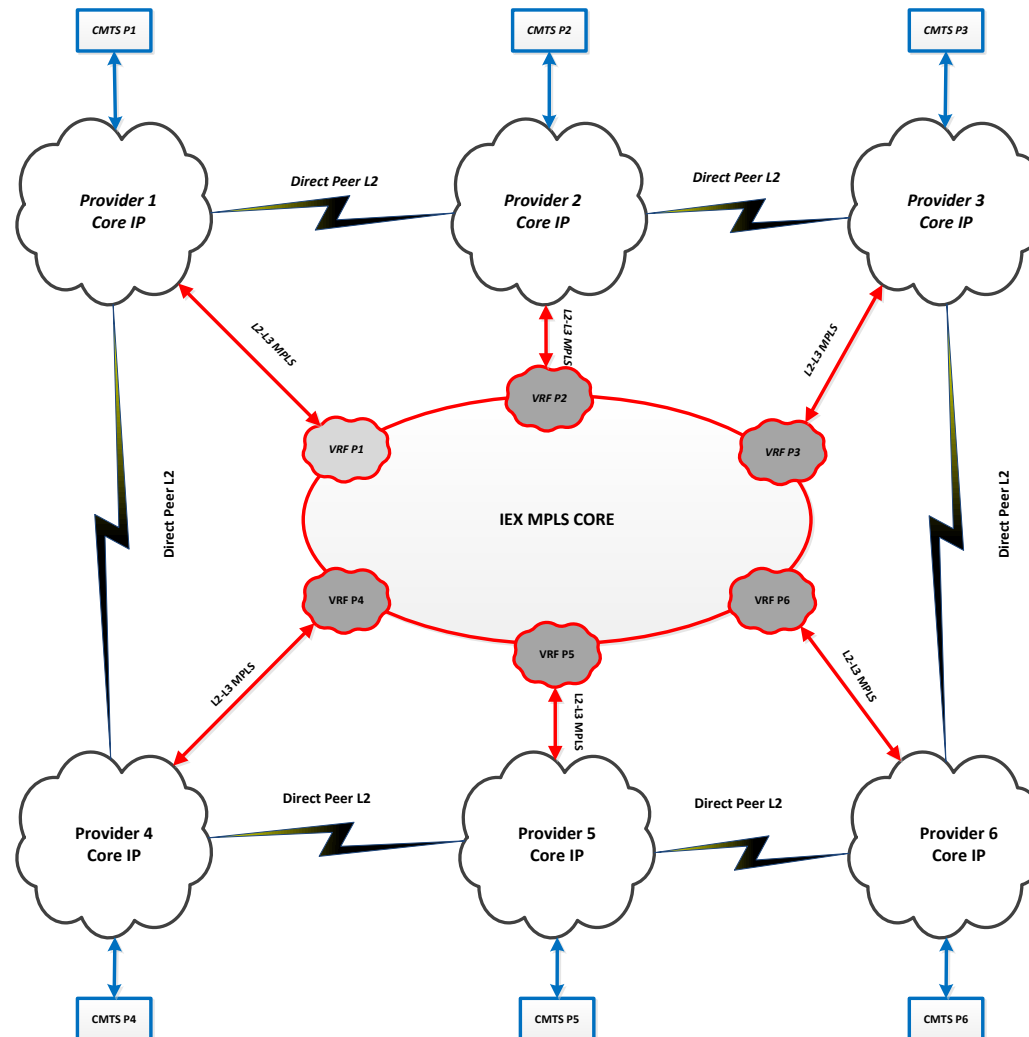 CMTS P1
CMTS P2
CMTS P3
Direct Peer L2
Direct Peer L2
Provider 1
Core IP
Provider 2
Core IP
Provider 3
Core IP
L2-L3 MPLS
L2-L3 MPLS
L2-L3 MPLS
VRF P2
VRF P1
VRF P3
Direct Peer L2
IEX MPLS CORE
Direct Peer L2
VRF P4
VRF P6
VRF P5
L2-L3 MPLS
L2-L3 MPLS
L2-L3 MPLS
Direct Peer L2
Direct Peer L2
Provider 4
Core IP
Provider 5
Core IP
Provider 6
Core IP
CMTS P4
CMTS P5
CMTS P6